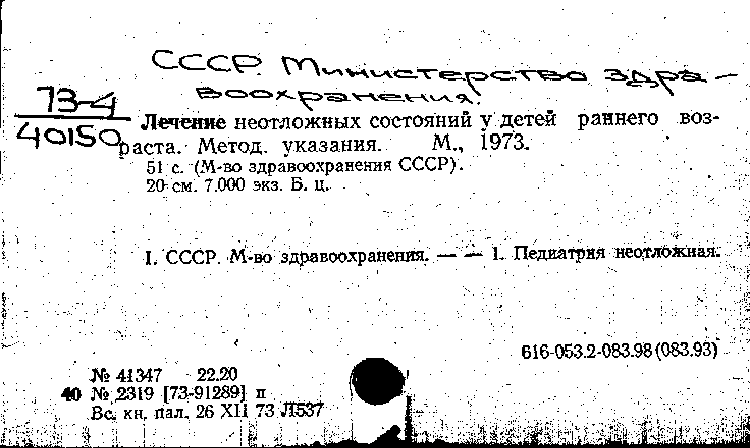 СССР. Министерство здра-
воохранения.
73-4
40150
Лечение неотложных состояний у детей раннего воз-
раста. Метод. указания. М., 1973.
51 с. (М-во здравоохранения СССР).
20 см. 7.000 экз. Б. ц.
I. СССР. М-во здравоохранения. — — 1. Педиатрия неотложная.
616-053.2-083.98(083.93)
№ 41347 22.20
40 № 2319 [73-91289] п
Вс. кн. пал. 26 XII 73 Л537